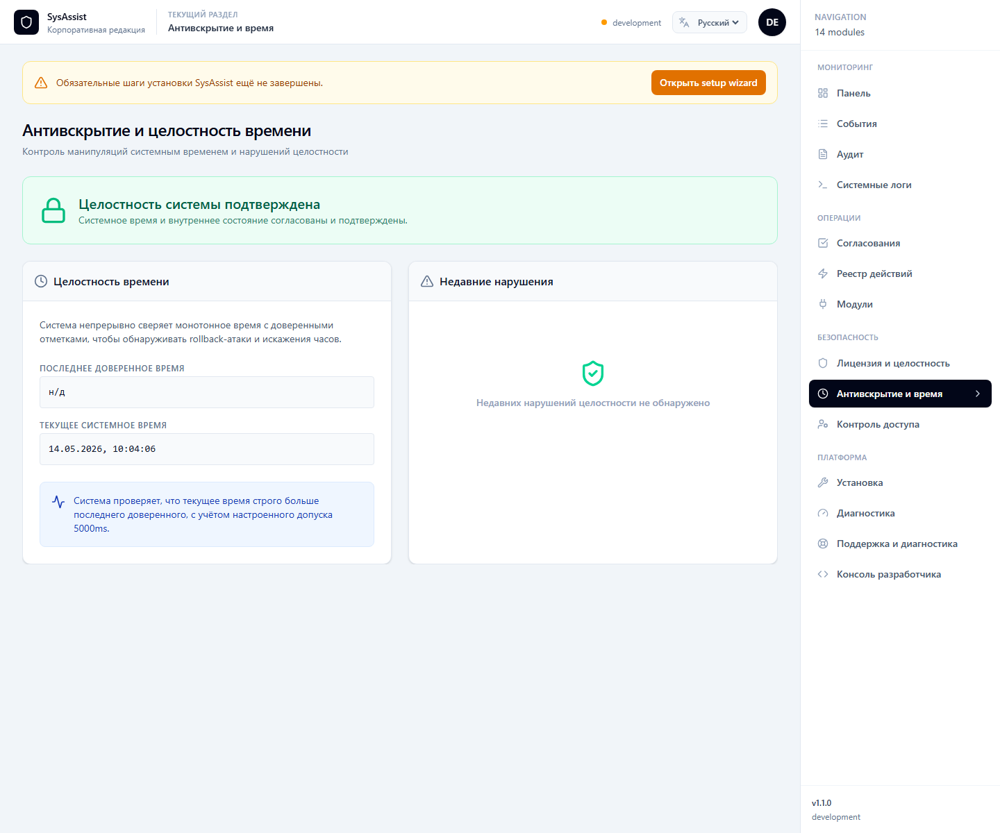 SysAssist
Корпоративная редакция
ТЕКУЩИЙ РАЗДЕЛ
Антивскрытие и время
development
Русский
DE
Обязательные шаги установки SysAssist ещё не завершены.
Открыть setup wizard
Антивскрытие и целостность времени
Контроль манипуляций системным временем и нарушений целостности
Целостность системы подтверждена
Системное время и внутреннее состояние согласованы и подтверждены.
Целостность времени
Система непрерывно сверяет монотонное время с доверенными
отметками, чтобы обнаруживать rollback-атаки и искажения часов.
ПОСЛЕДНЕЕ ДОВЕРЕННОЕ ВРЕМЯ
н/д
ТЕКУЩЕЕ СИСТЕМНОЕ ВРЕМЯ
14.05.2026, 10:04:06
Система проверяет, что текущее время строго больше
последнего доверенного, с учётом настроенного допуска
5000ms.
Недавние нарушения
Недавних нарушений целостности не обнаружено
NAVIGATION
14 modules
МОНИТОРИНГ
Панель
События
Аудит
Системные логи
ОПЕРАЦИИ
Согласования
Реестр действий
Модули
БЕЗОПАСНОСТЬ
Лицензия и целостность
Антивскрытие и время
Контроль доступа
ПЛАТФОРМА
Установка
Диагностика
Поддержка и диагностика
Консоль разработчика
v1.1.0
development